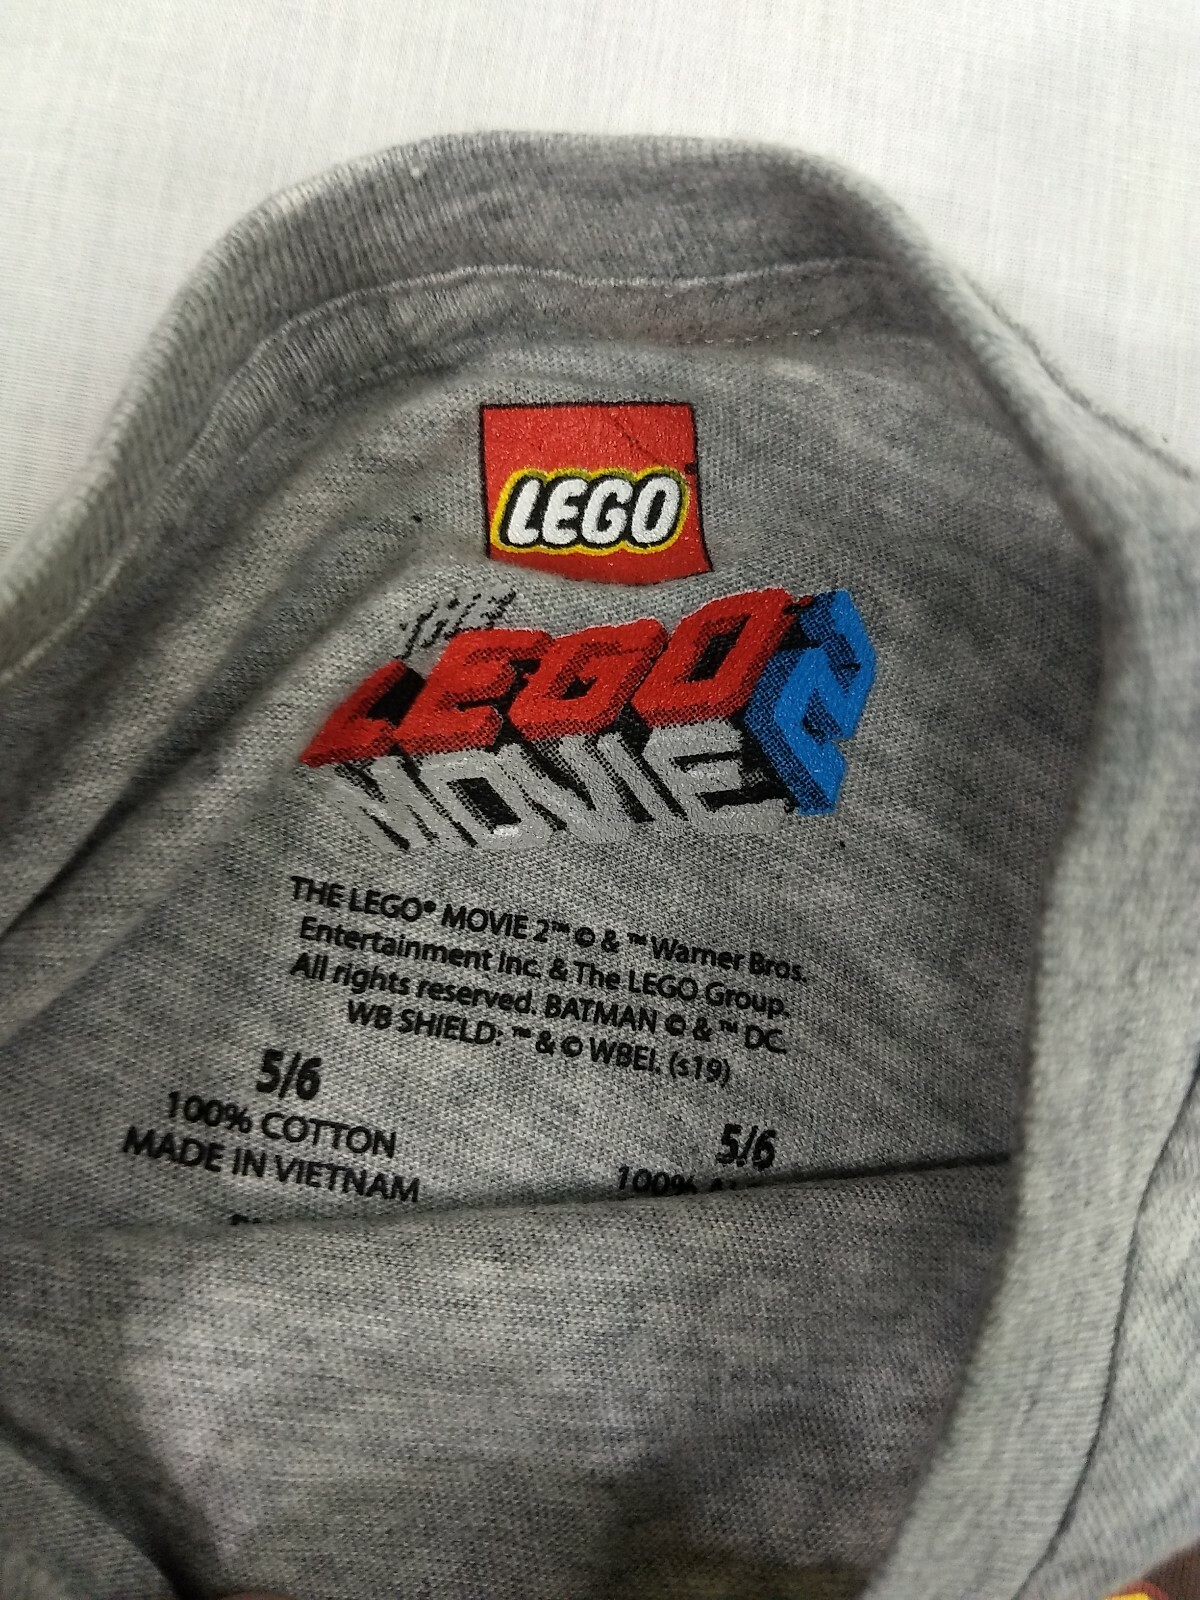 LEGO
THE
LEGO
MOVIE 2
THE LEGO® MOVIE 2™ © & ™ Warner Bros.
Entertainment Inc. & The LEGO Group.
All rights reserved. BATMAN © & ™ DC.
WB SHIELD: ™ & © WBEI. (s19)
5/6
100% COTTON
MADE IN VIETNAM
5/6
100%